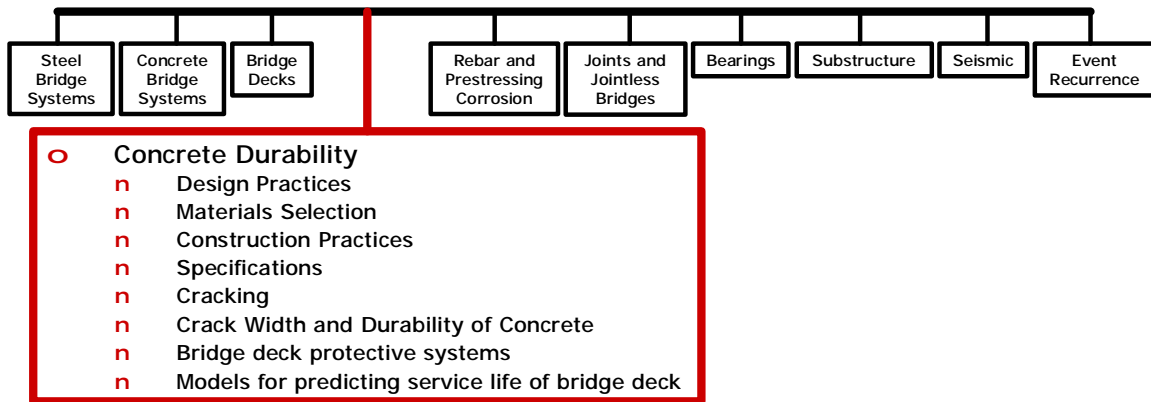 Steel
Bridge
Systems
Concrete
Bridge
Systems
Bridge
Decks
Rebar and
Prestressing
Corrosion
Joints and
Jointless
Bridges
Bearings
Substructure
Seismic
Event
Recurrence
o Concrete Durability
n Design Practices
n Materials Selection
n Construction Practices
n Specifications
n Cracking
n Crack Width and Durability of Concrete
n Bridge deck protective systems
n Models for predicting service life of bridge deck